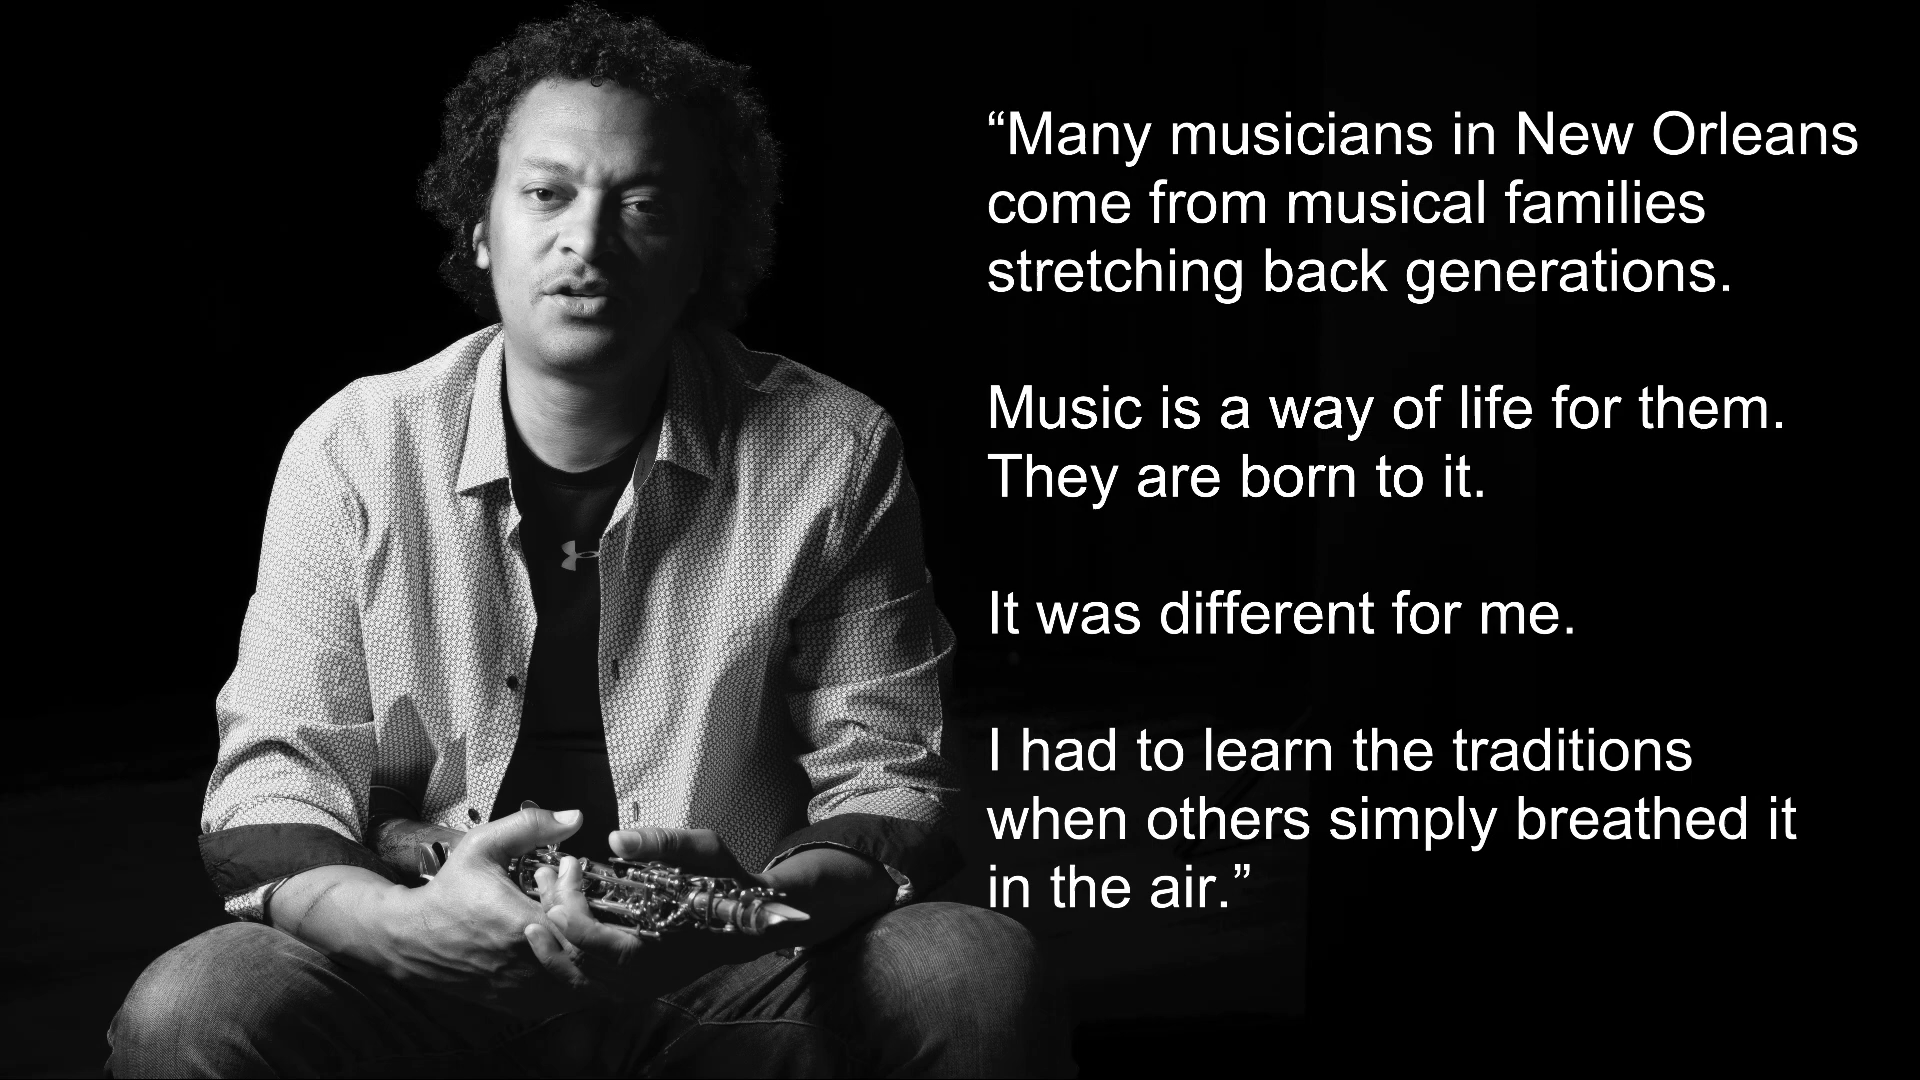 “Many musicians in New Orleans
come from musical families
stretching back generations.
Music is a way of life for them.
They are born to it.
It was different for me.
I had to learn the traditions
when others simply breathed it
in the air.”